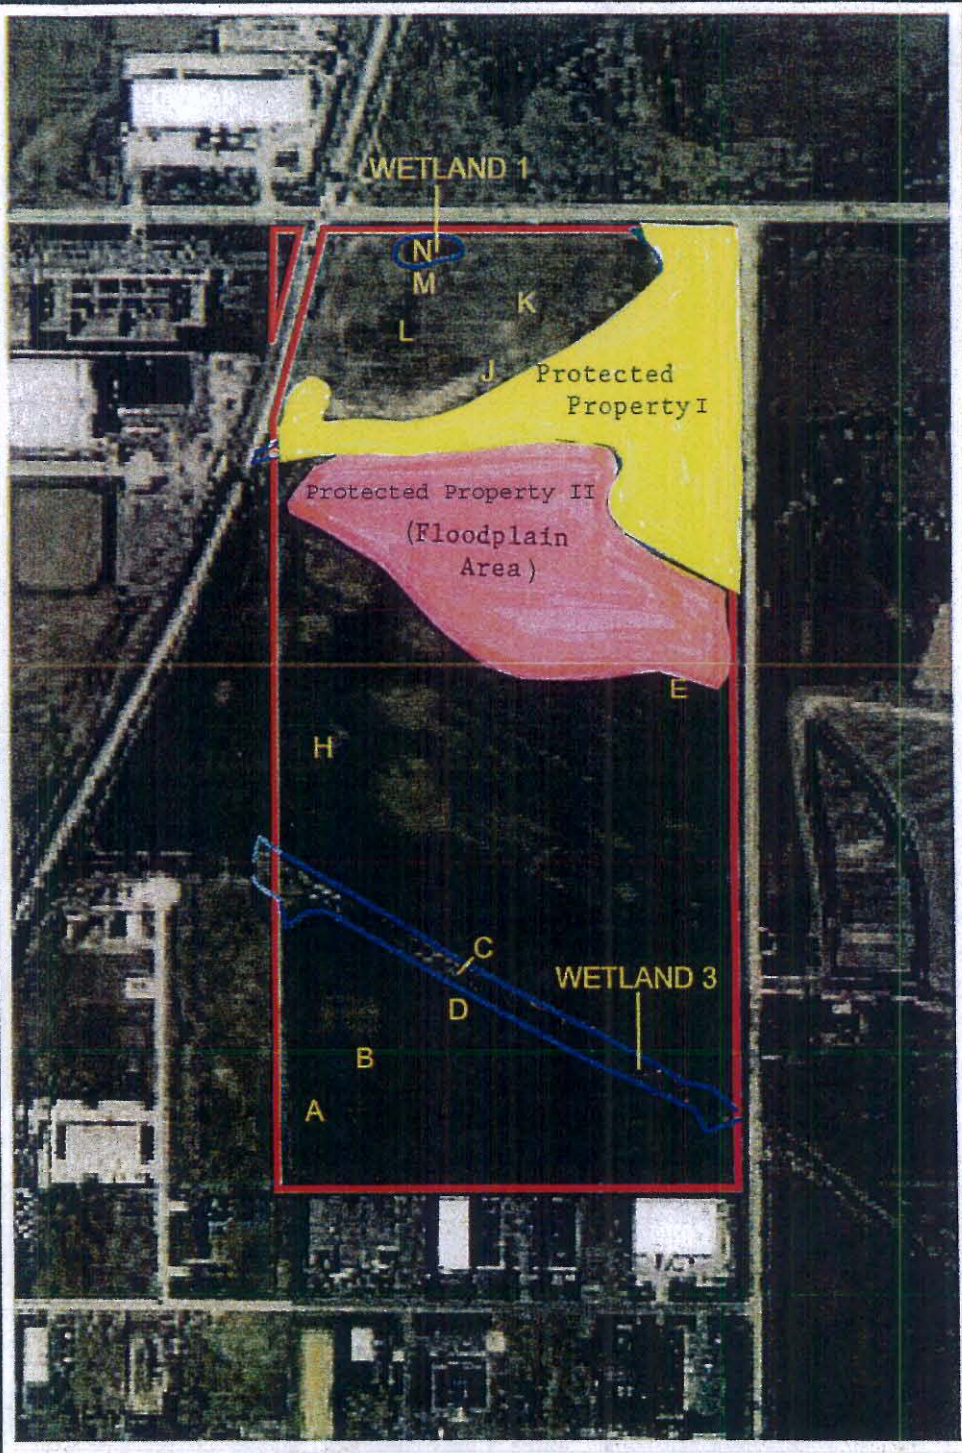 WETLAND 1
N
M
K
L
J
Protected
Property I
Protected Property II
(Floodplain
Area)
E
H
C
WETLAND 3
D
B
A